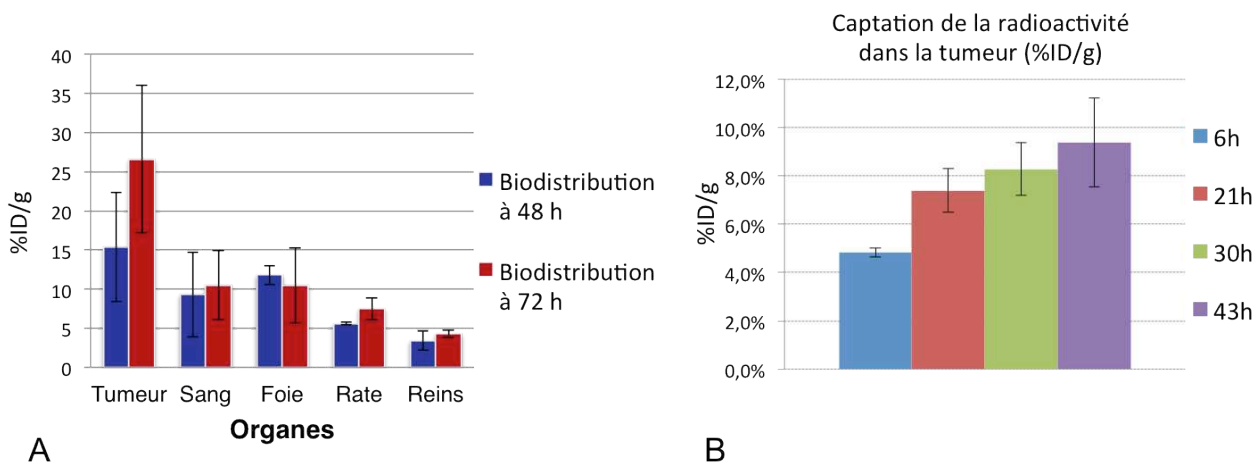 40
35
30
25
20
15
10
5
0
%ID/g
Tumeur Sang Foie Rate Reins
Organes
Biodistribution
à 48 h
Biodistribution
à 72 h
A
Captation de la radioactivité
dans la tumeur (%ID/g)
12,0%
10,0%
8,0%
6,0%
4,0%
2,0%
0,0%
%ID/g
6h
21h
30h
43h
B